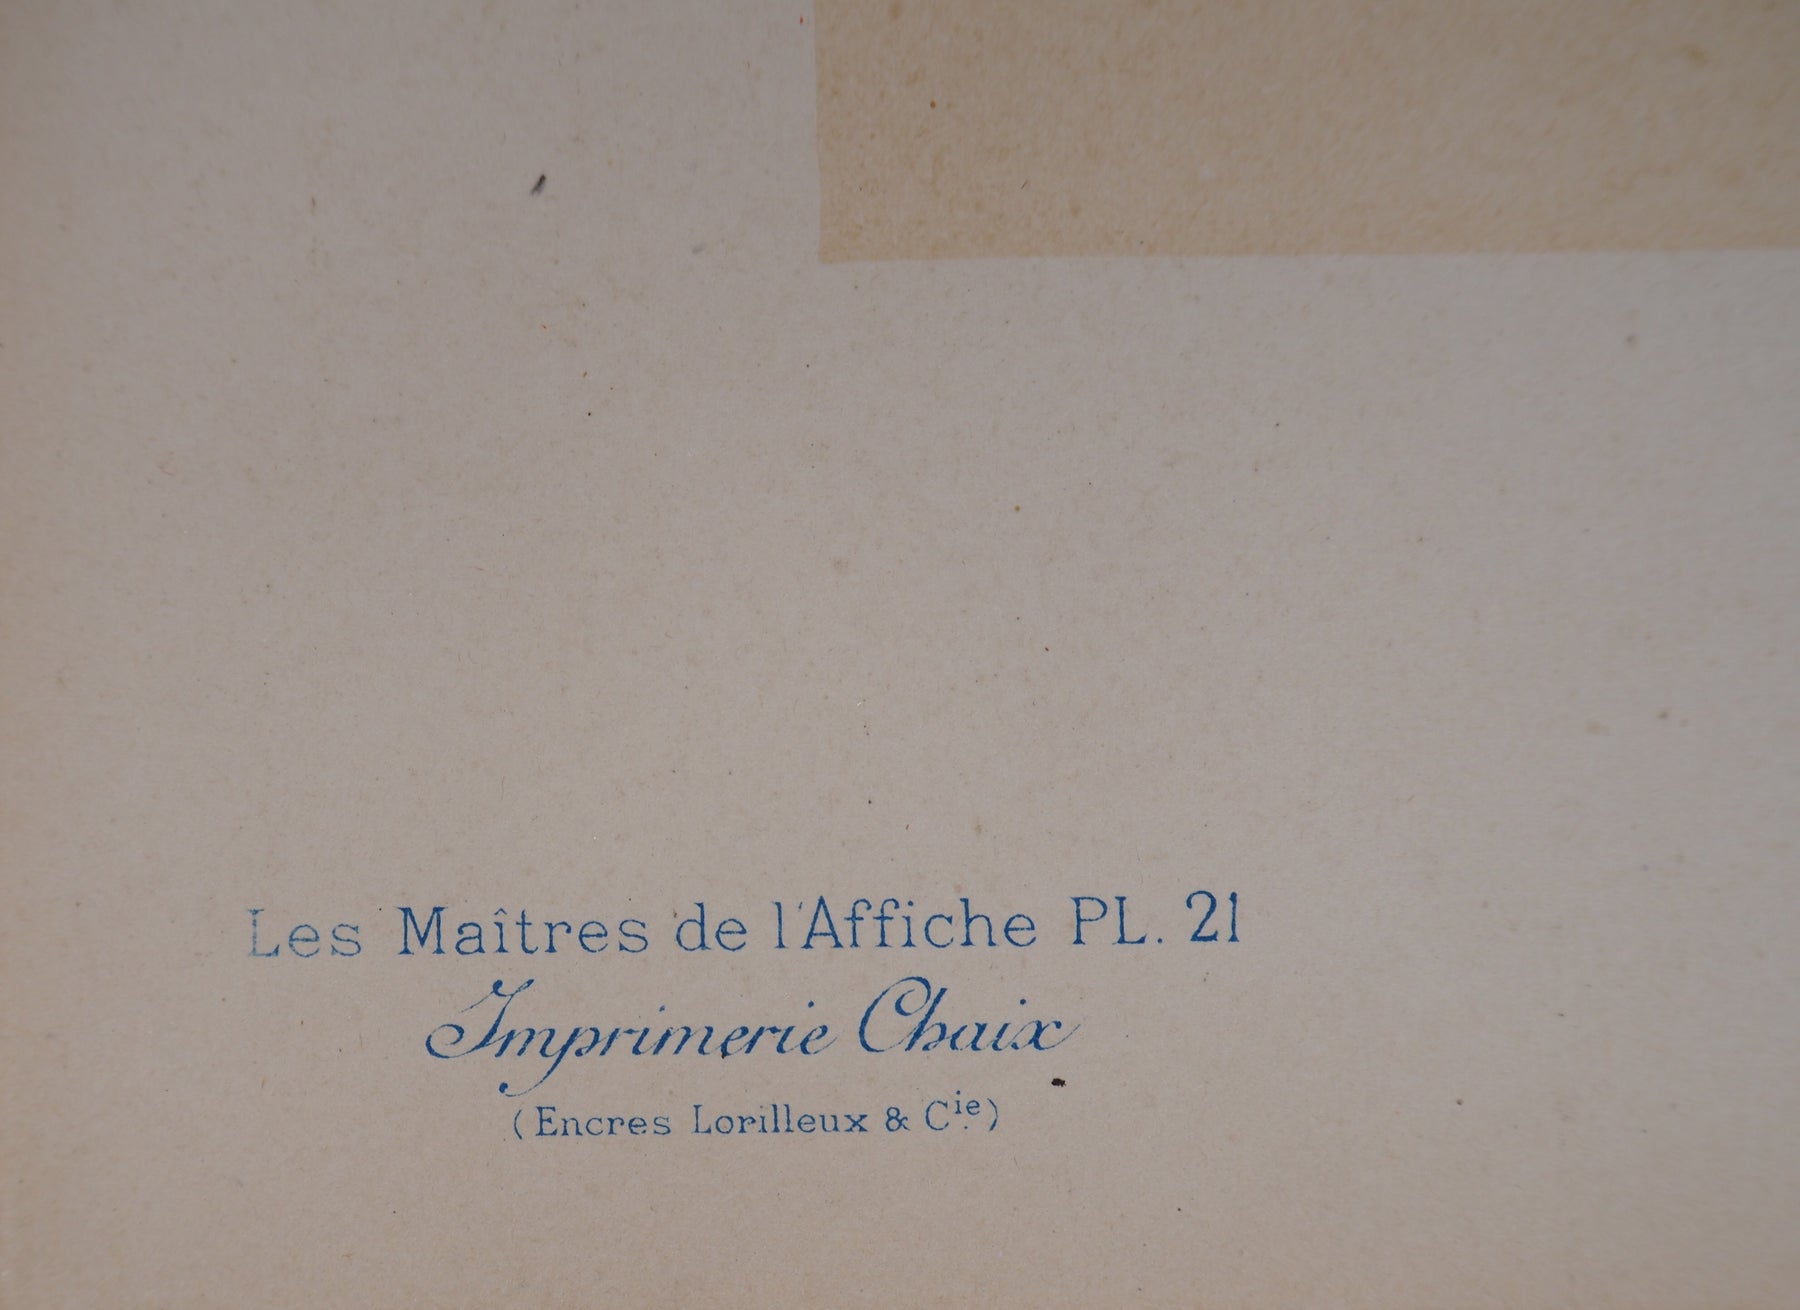 Les Maîtres de l'Affiche PL. 21
Imprimerie Chaix
(Encres Lorilleux & Cie)